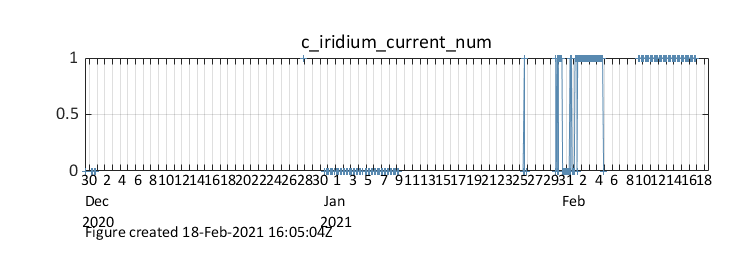 c_iridium_current_num
1
0.5
0
30 2 4 6 8 10 12 14 16 18 20 22 24 26 28 30 1 3 5 7 9 11 13 15 17 19 21 23 25 27 29 31 2 4 6 8 10 12 14 16 18
Dec Jan Feb
2020 2021
Figure created 18-Feb-2021 16:05:04Z